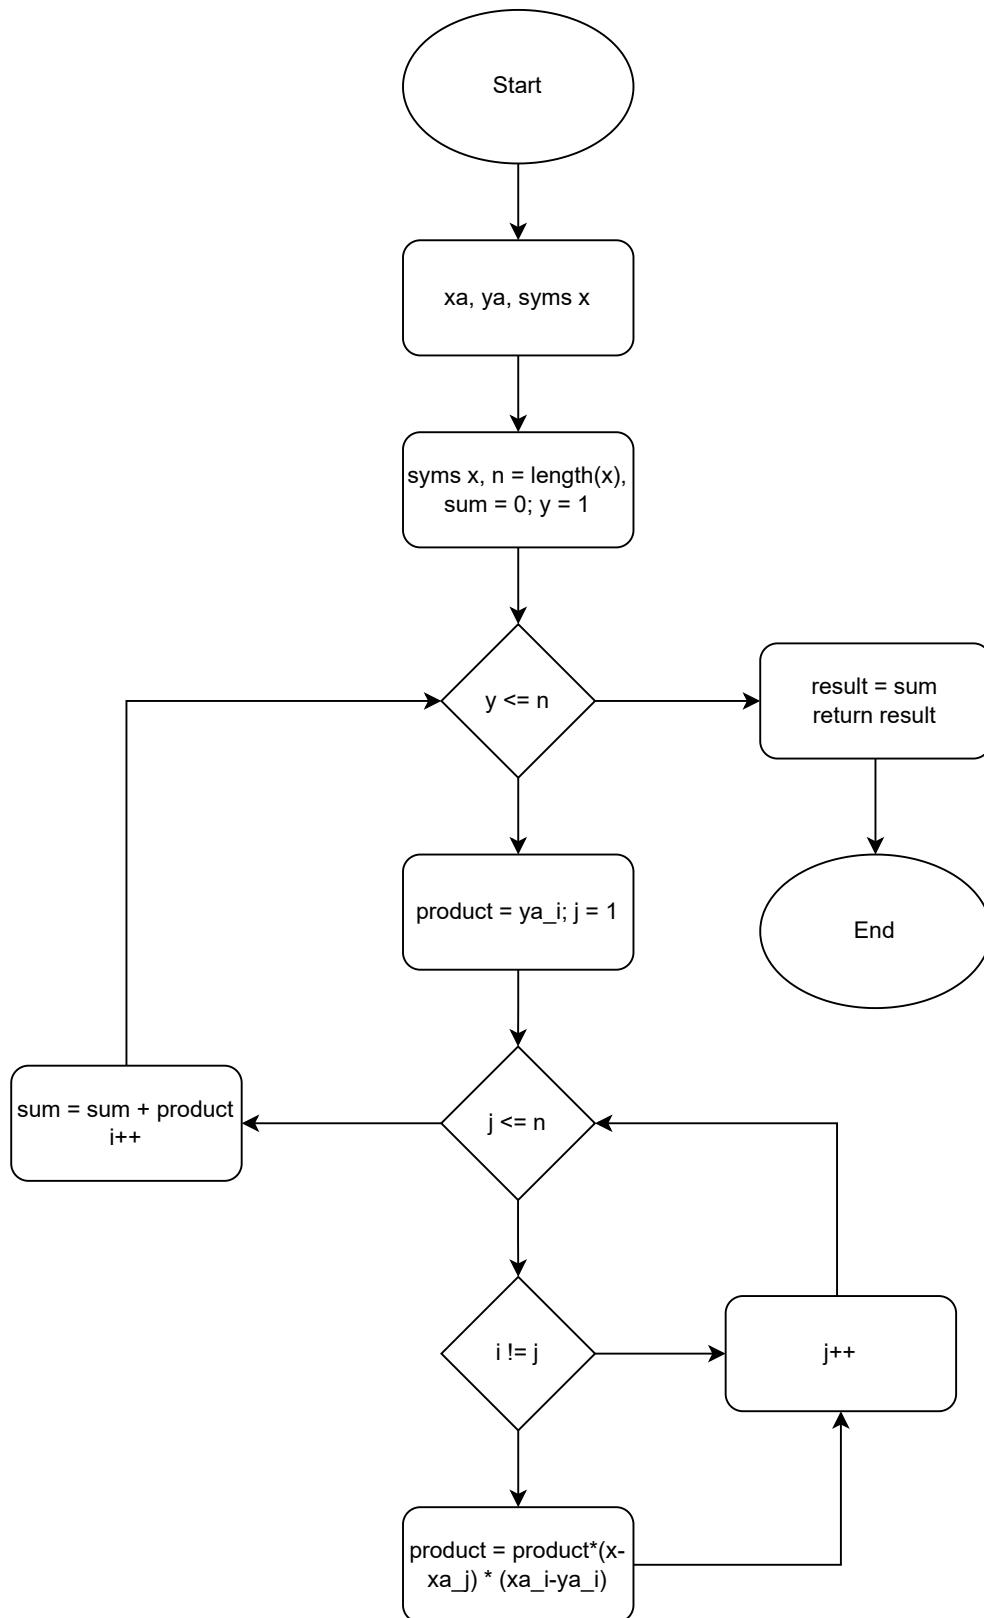 Start
xa, ya, syms x
syms x, n = length(x),
sum = 0; y = 1
y <= n
result = sum
return result
product = ya_i; j = 1
End
j <= n
sum = sum + product
i++
i != j
j++
product = product*(x-
xa_j) * (xa_i-ya_i)